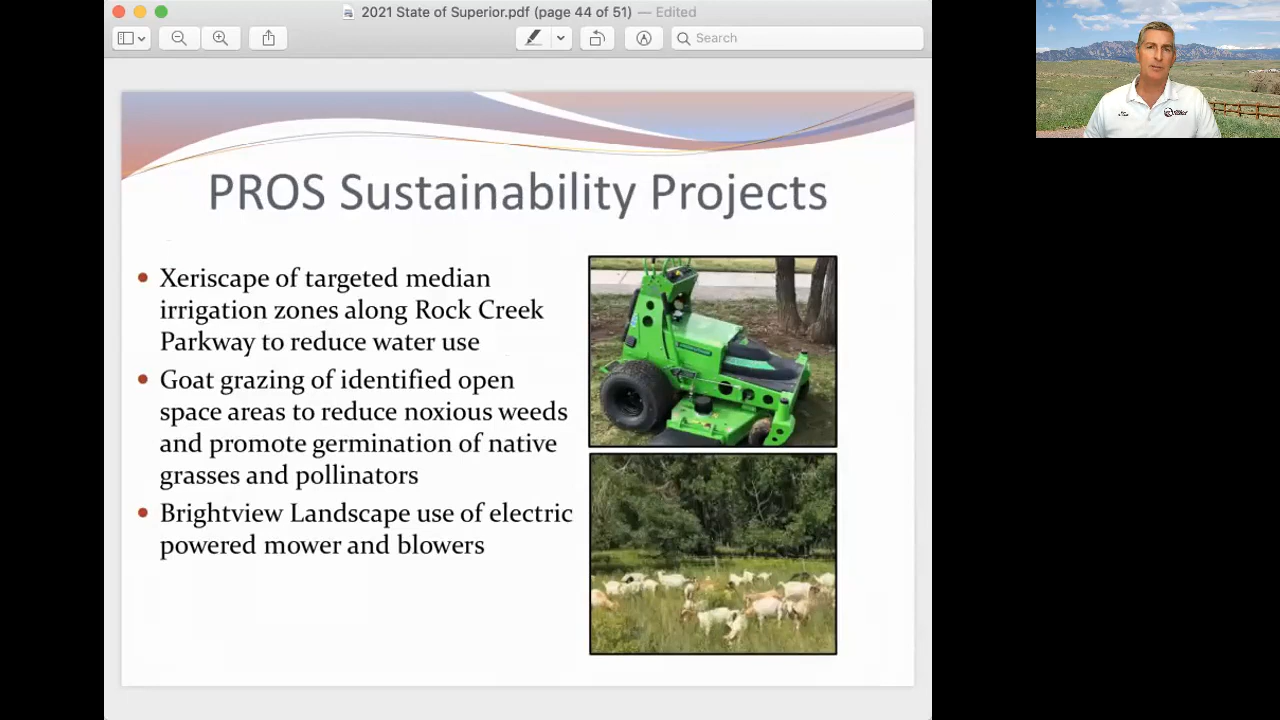 2021 State of Superior.pdf (page 44 of 51) — Edited
Search
PROS Sustainability Projects
• Xeriscape of targeted median
irrigation zones along Rock Creek
Parkway to reduce water use
• Goat grazing of identified open
space areas to reduce noxious weeds
and promote germination of native
grasses and pollinators
• Brightview Landscape use of electric
powered mower and blowers